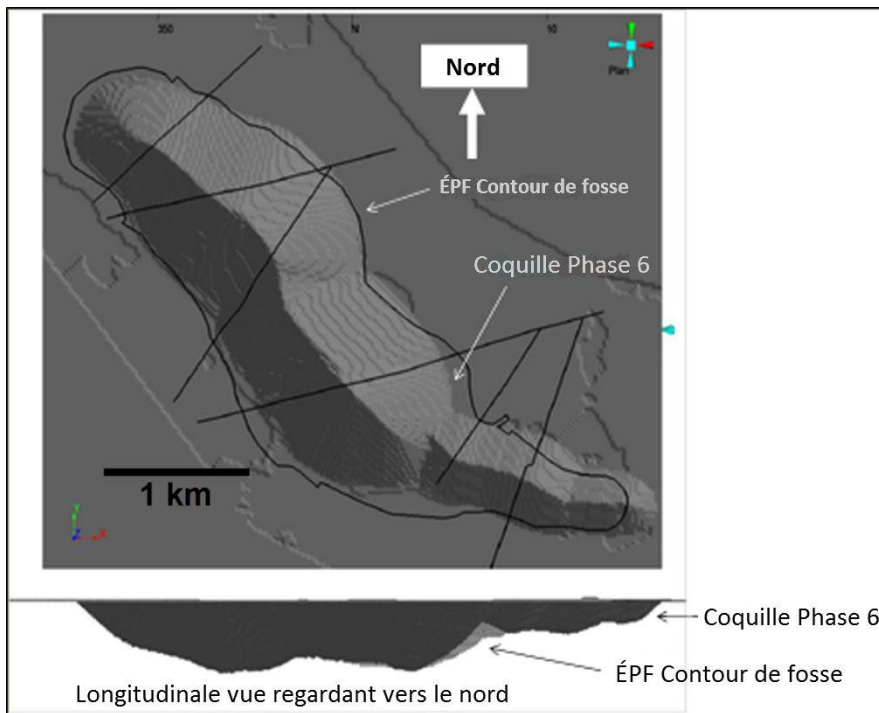 350 N 10
Plan
Nord
ÉPF Contour de fosse
Coquille Phase 6
1 km
Y
Z X
Coquille Phase 6
ÉPF Contour de fosse
Longitudinale vue regardant vers le nord